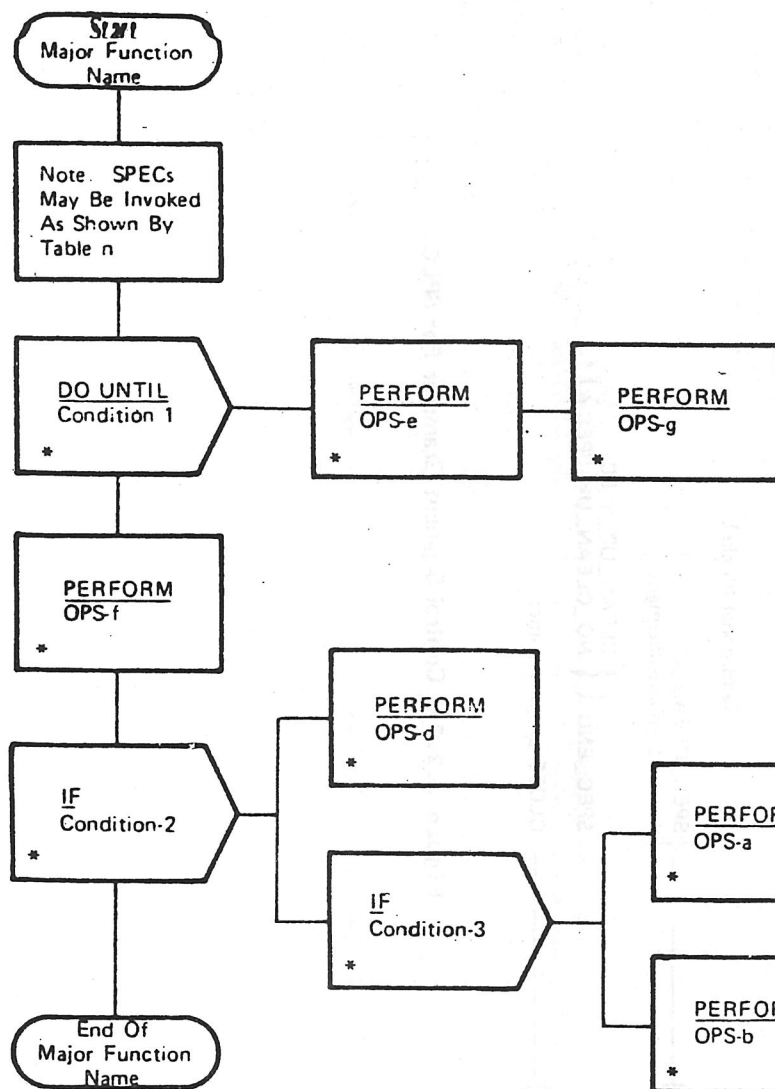 Start
Major Function
Name
Note. SPECs
May Be Invoked
As Shown By
Table n
DO UNTIL
Condition 1
*
PERFORM
OPS-e
*
PERFORM
OPS-g
*
PERFORM
OPS-f
*
PERFORM
OPS-d
*
IF
Condition-2
*
PERFOR
OPS-a
*
IF
Condition-3
*
PERFOR
OPS-b
*
End Of
Major Function
Name